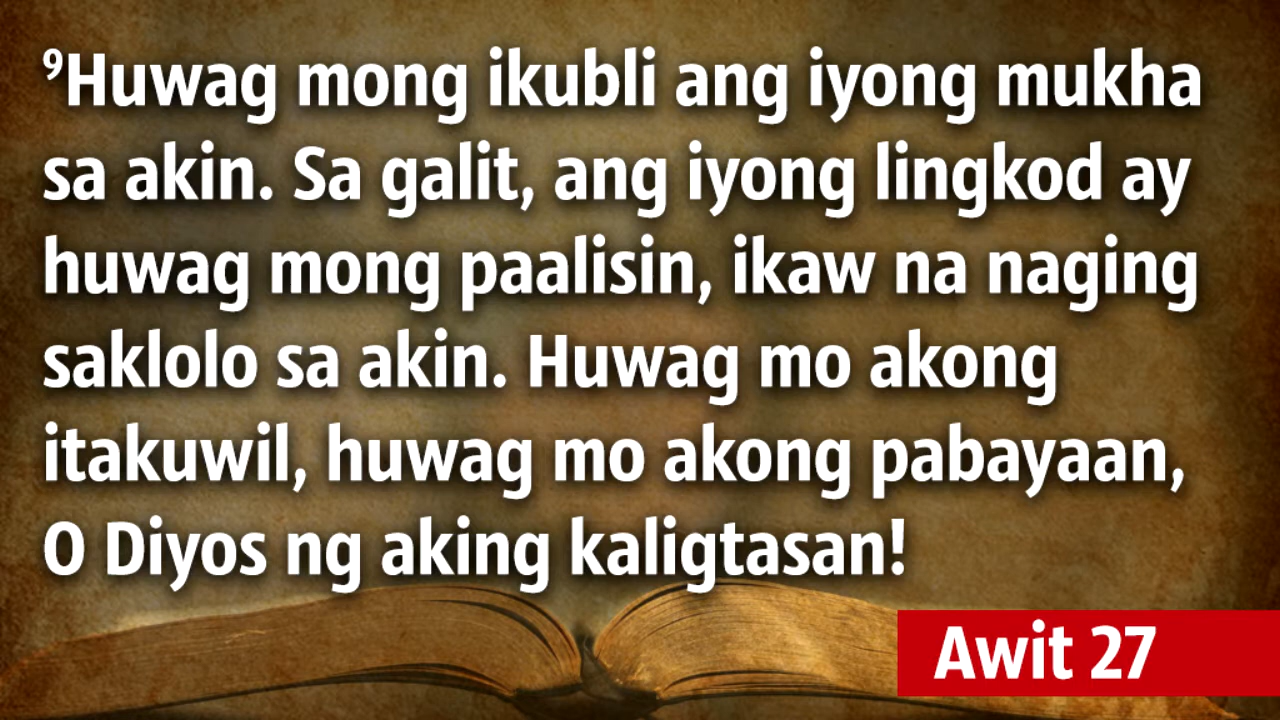 ⁹Huwag mong ikubli ang iyong mukha
sa akin. Sa galit, ang iyong lingkod ay
huwag mong paalisin, ikaw na naging
saklolo sa akin. Huwag mo akong
itakuwil, huwag mo akong pabayaan,
O Diyos ng aking kaligtasan!
Awit 27